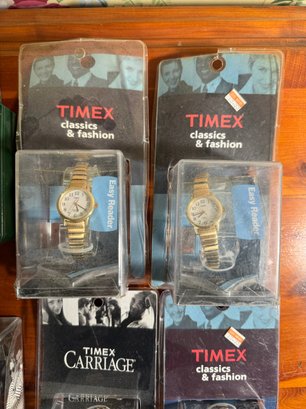 TIMEX
classics
& fashion
Easy Reader
TIMEX
classics
& fashion
Easy Reader
TIMEX
CARRIAGE
CARRIAGE
TIMEX
classics
& fashion